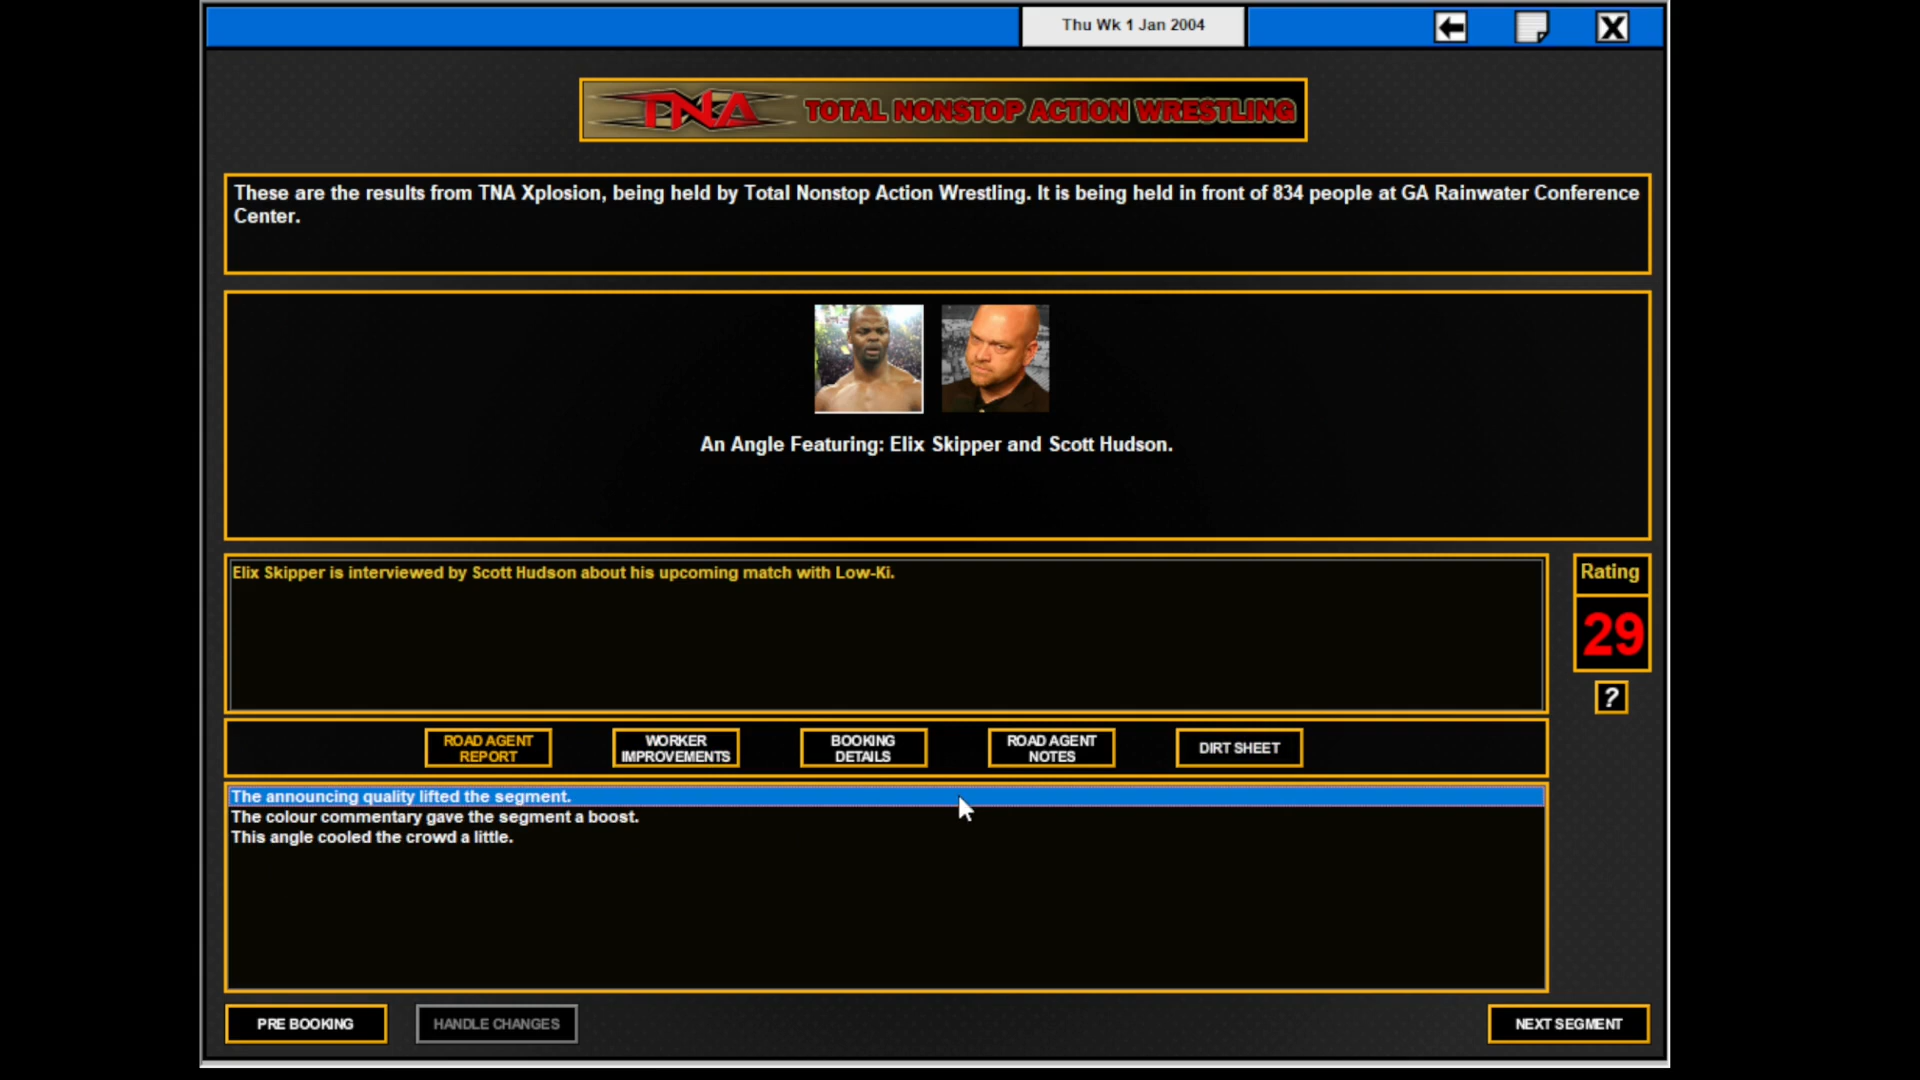 Thu Wk 1 Jan 2004
TNA TOTAL NONSTOP ACTION WRESTLING
These are the results from TNA Xplosion, being held by Total Nonstop Action Wrestling. It is being held in front of 834 people at GA Rainwater Conference
Center.
An Angle Featuring: Elix Skipper and Scott Hudson.
Elix Skipper is interviewed by Scott Hudson about his upcoming match with Low-Ki.
Rating
29
?
ROAD AGENT
REPORT
WORKER
IMPROVEMENTS
BOOKING
DETAILS
ROAD AGENT
NOTES
DIRT SHEET
The announcing quality lifted the segment.
The colour commentary gave the segment a boost.
This angle cooled the crowd a little.
PRE BOOKING
HANDLE CHANGES
NEXT SEGMENT